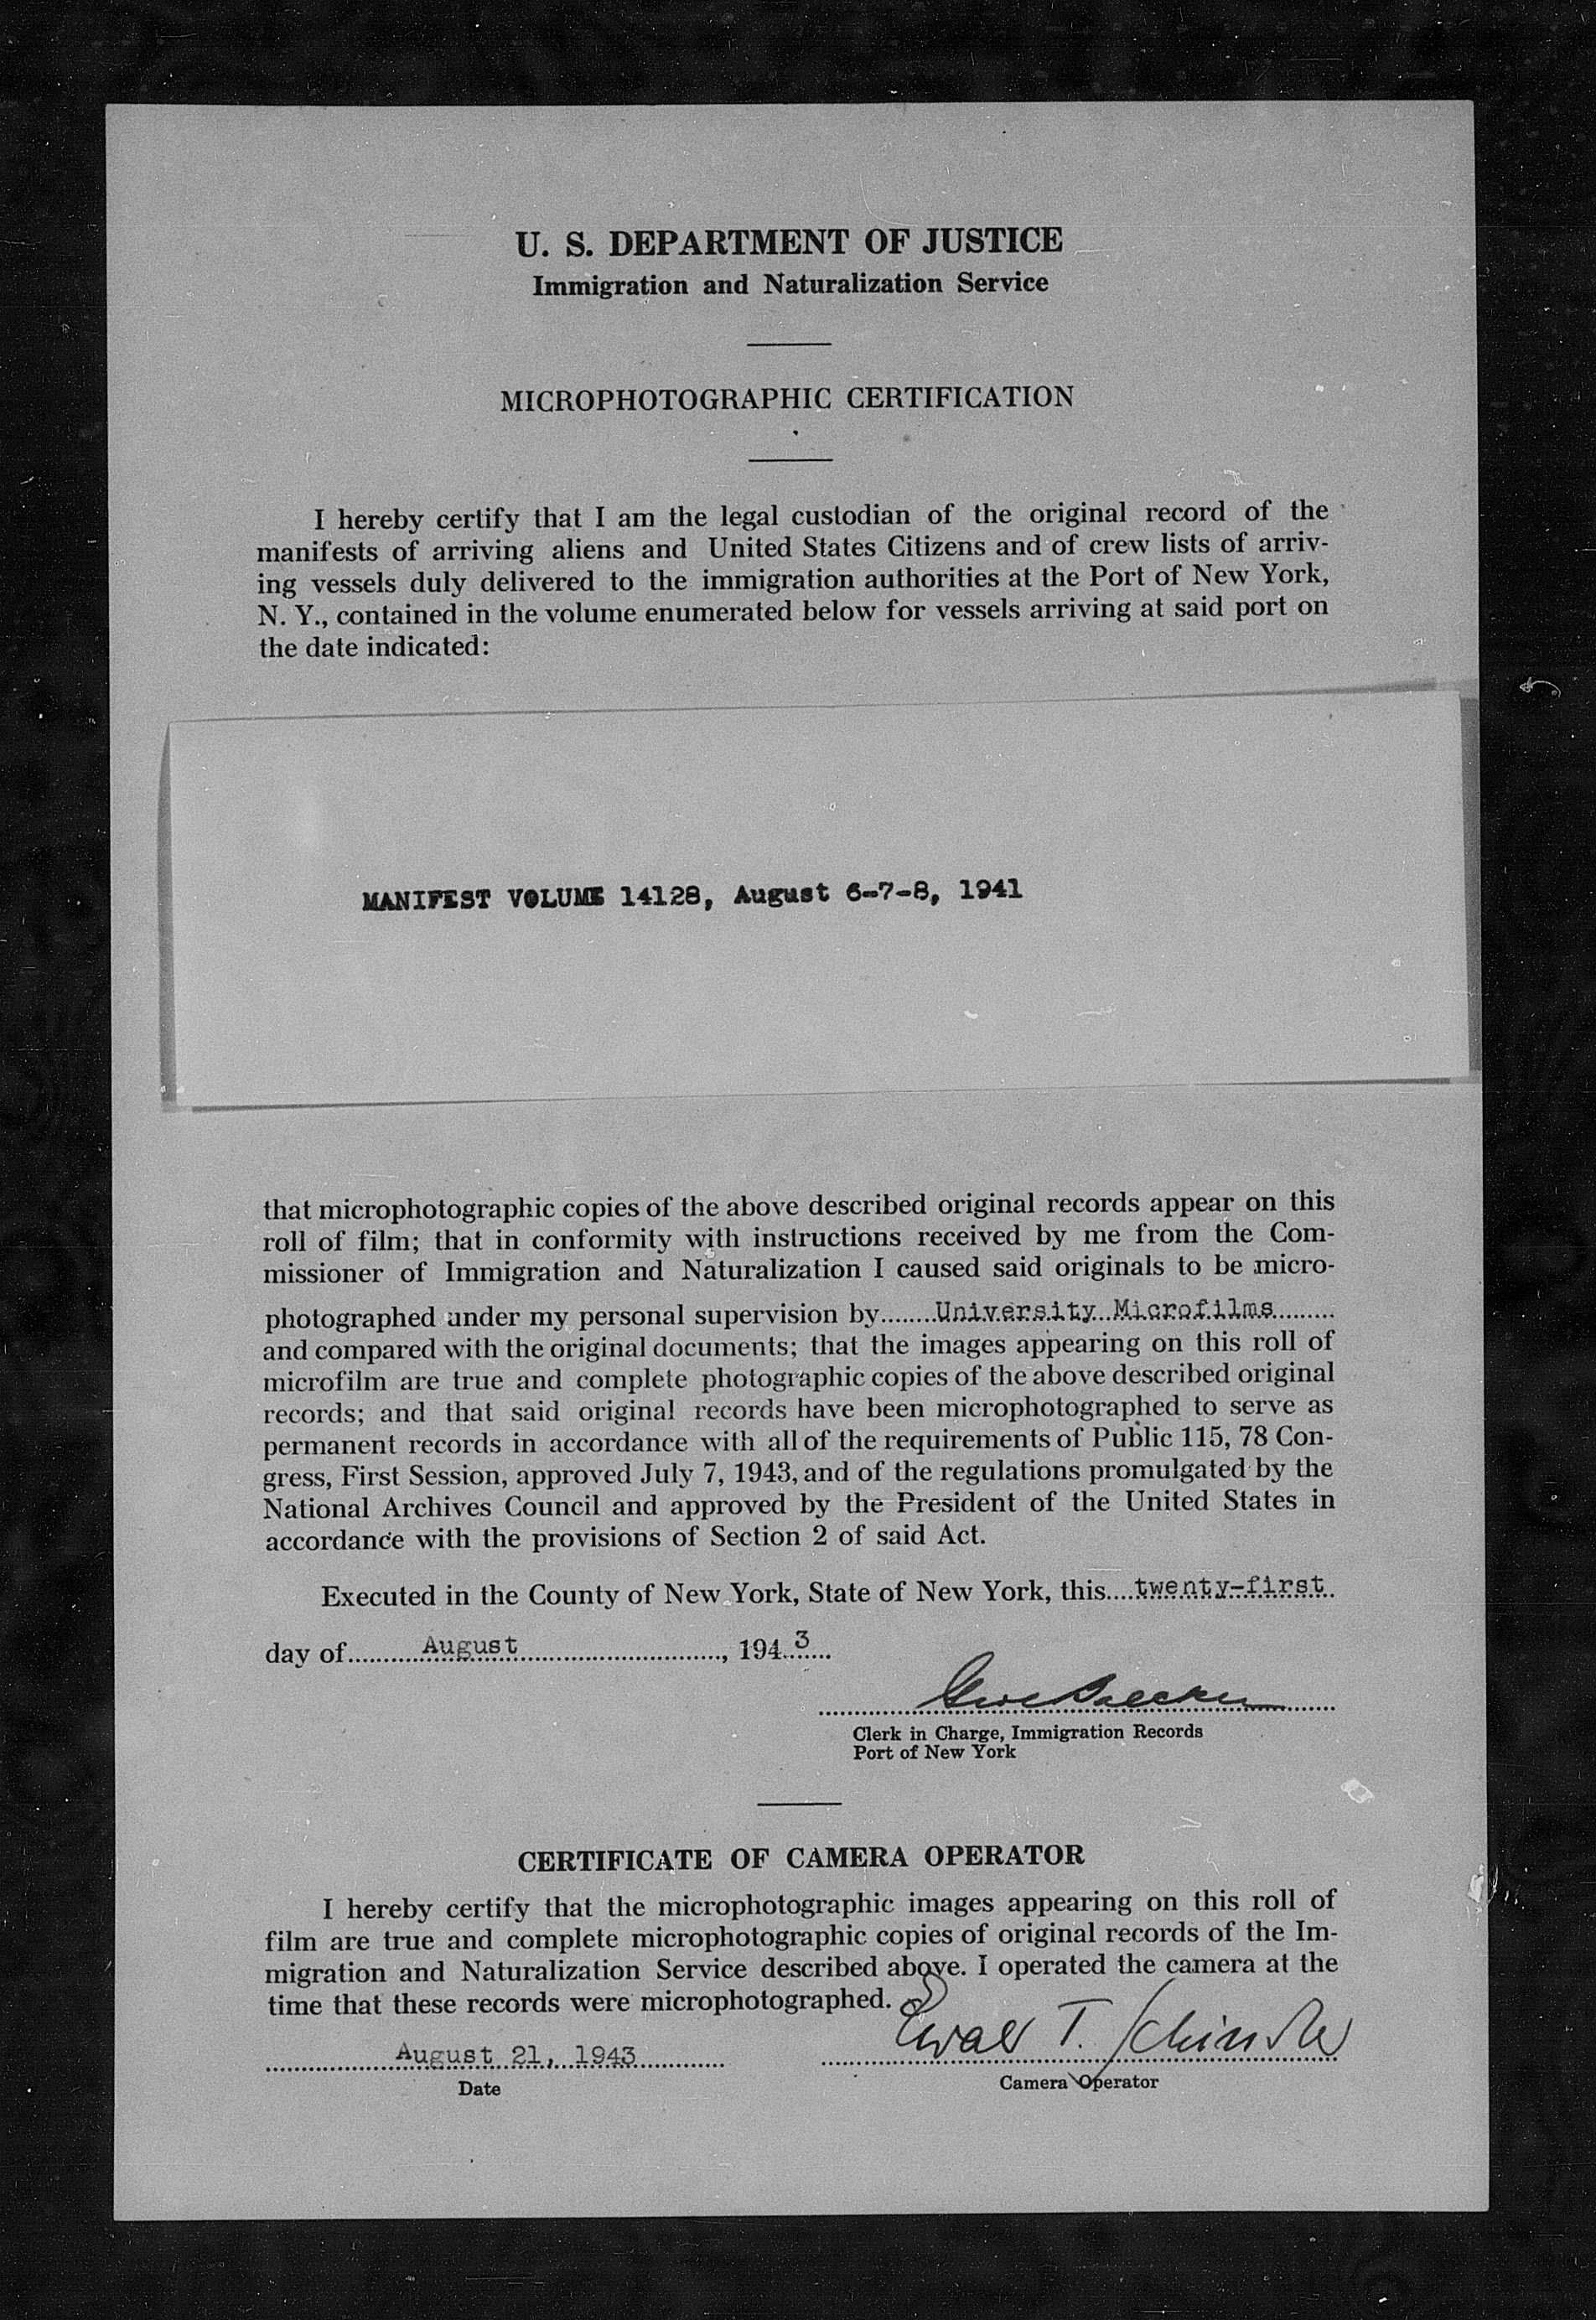 U. S. DEPARTMENT OF JUSTICE
Immigration and Naturalization Service
MICROPHOTOGRAPHIC CERTIFICATION
I hereby certify that I am the legal custodian of the original record of the
manifests of arriving aliens and United States Citizens and of crew lists of arriv-
ing vessels duly delivered to the immigration authorities at the Port of New York,
N. Y., contained in the volume enumerated below for vessels arriving at said port on
the date indicated:
MANIFEST VOLUME 14128, August 6-7-8, 1941
that microphotographic copies of the above described original records appear on this
roll of film; that in conformity with instructions received by me from the Com-
missioner of Immigration and Naturalization I caused said originals to be micro-
photographed under my personal supervision by........University Microfilms.........
and compared with the original documents; that the images appearing on this roll of
microfilm are true and complete photographic copies of the above described original
records; and that said original records have been microphotographed to serve as
permanent records in accordance with all of the requirements of Public 115, 78 Con-
gress, First Session, approved July 7, 1943, and of the regulations promulgated by the
National Archives Council and approved by the President of the United States in
accordance with the provisions of Section 2 of said Act.
Executed in the County of New York, State of New York, this....twenty-first.
day of............August..................................., 194.3....
Clerk in Charge, Immigration Records
Port of New York
CERTIFICATE OF CAMERA OPERATOR
I hereby certify that the microphotographic images appearing on this roll of
film are true and complete microphotographic copies of original records of the Im-
migration and Naturalization Service described above. I operated the camera at the
time that these records were microphotographed.
August 21, 1943 T.
Date
Camera Operator